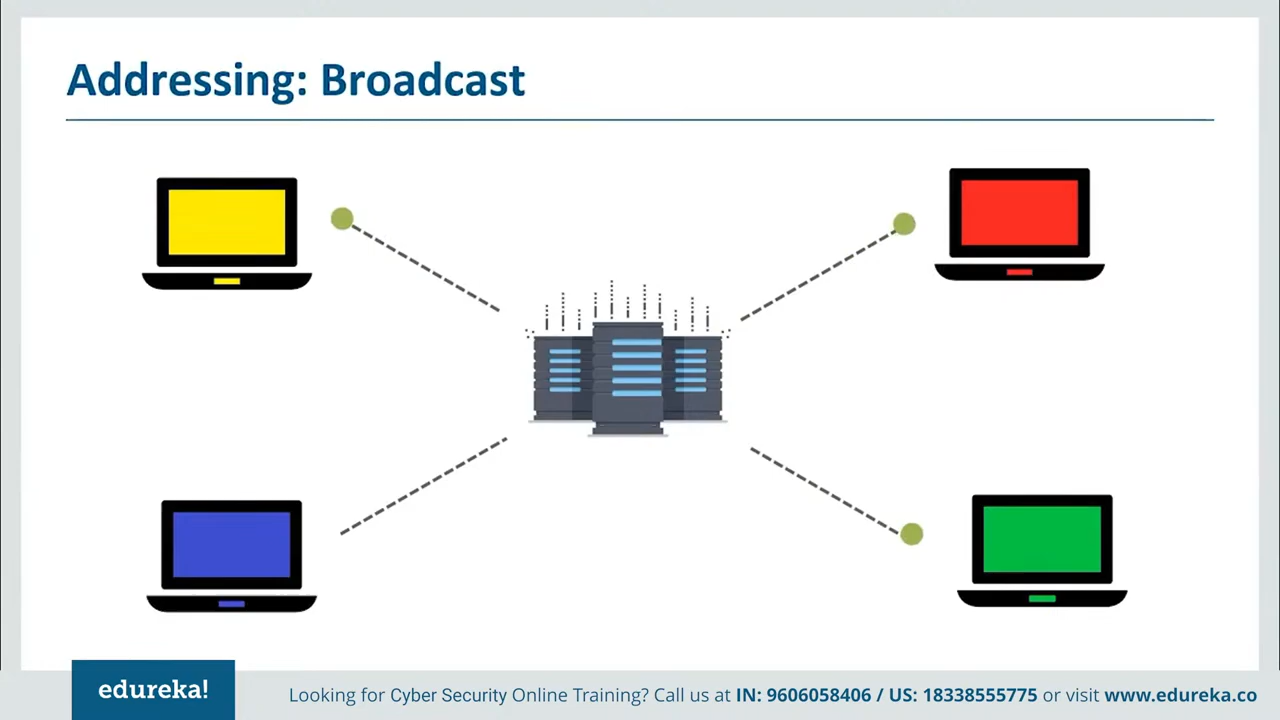 Addressing: Broadcast
edureka!
Looking for Cyber Security Online Training? Call us at IN: 9606058406 / US: 18338555775 or visit www.edureka.co